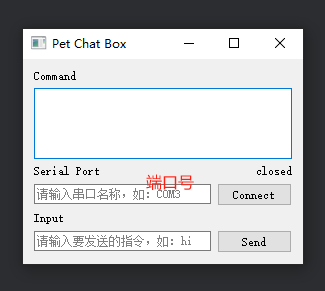 Pet Chat Box
Command
Serial Port closed
端口号
请输入串口名称，如：COM3 Connect
Input
请输入要发送的指令，如：hi Send